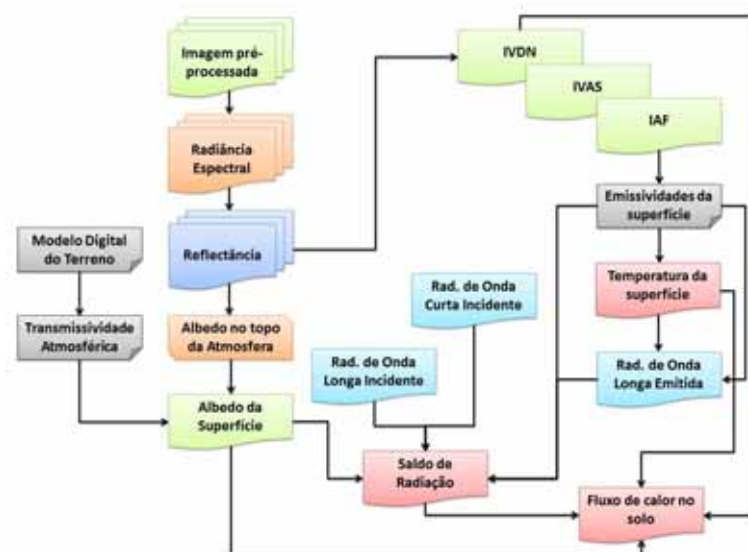 Imagem pré-
processada
IVDN
IVAS
IAF
Radiância
Espectral
Emissividades da
superfície
Modelo Digital
do Terreno
Reflectância
Temperatura da
superfície
Rad. de Onda
Curta Incidente
Transmissividade
Atmosférica
Albedo no topo
da Atmosfera
Rad. de Onda
Longa Incidente
Rad. de Onda
Longa Emitida
Albedo da
Superfície
Saldo de
Radiação
Fluxo de calor no
solo